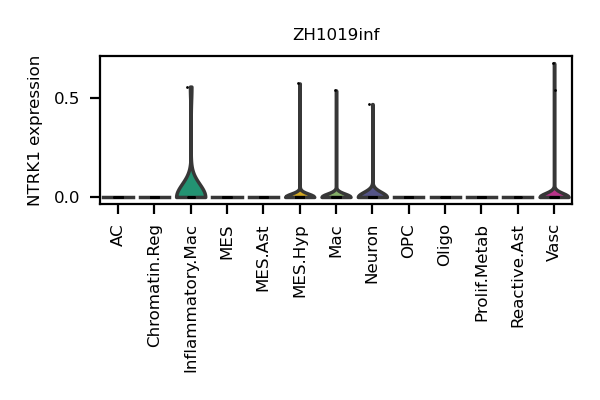 ZH1019inf
NTRK1 expression
0.5
0.0
AC
Chromatin.Reg
Inflammatory.Mac
MES
MES.Ast
MES.Hyp
Mac
Neuron
OPC
Oligo
Prolif.Metab
Reactive.Ast
Vasc